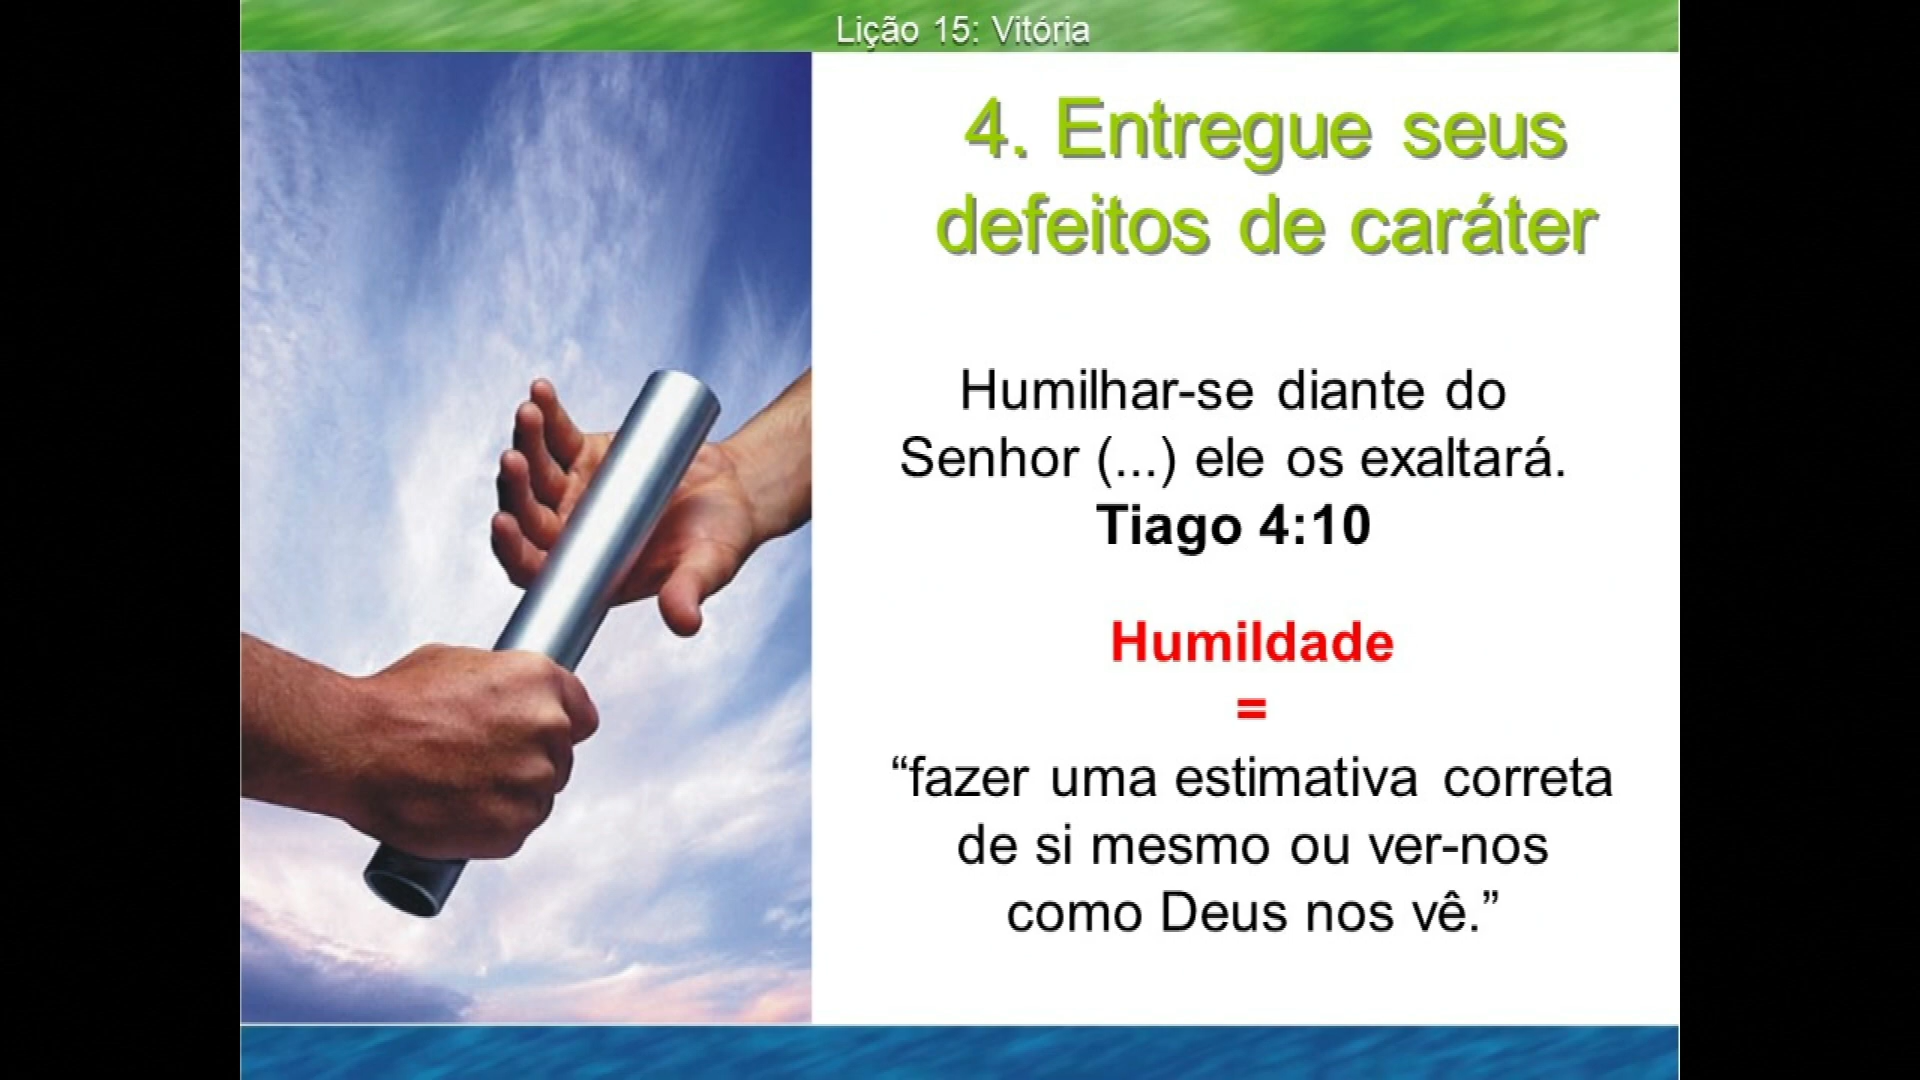 Lição 15: Vitória
4. Entregue seus
defeitos de caráter
Humilhar-se diante do
Senhor (...) ele os exaltará.
Tiago 4:10
Humildade
=
“fazer uma estimativa correta
de si mesmo ou ver-nos
como Deus nos vê.”